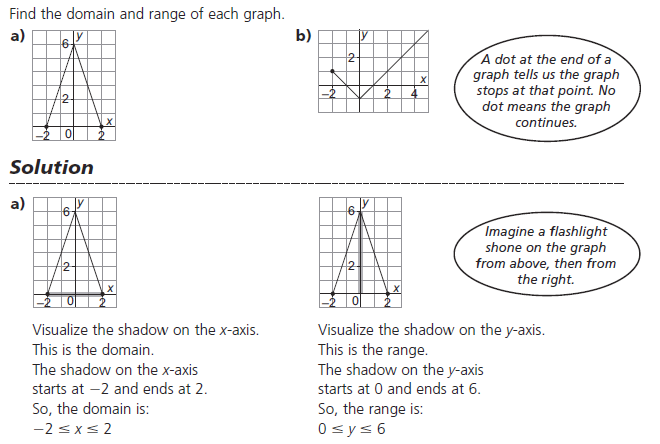 Find the domain and range of each graph.
a)
y
6
2
x
−2 0 2
b)
y
2
x
−2 2 4
A dot at the end of a
graph tells us the graph
stops at that point. No
dot means the graph
continues.
Solution
a)
y
6
2
x
−2 0 2
y
6
2
x
−2 0 2
Imagine a flashlight
shone on the graph
from above, then from
the right.
Visualize the shadow on the x-axis.
This is the domain.
The shadow on the x-axis
starts at −2 and ends at 2.
So, the domain is:
−2 ≤ x ≤ 2
Visualize the shadow on the y-axis.
This is the range.
The shadow on the y-axis
starts at 0 and ends at 6.
So, the range is:
0 ≤ y ≤ 6